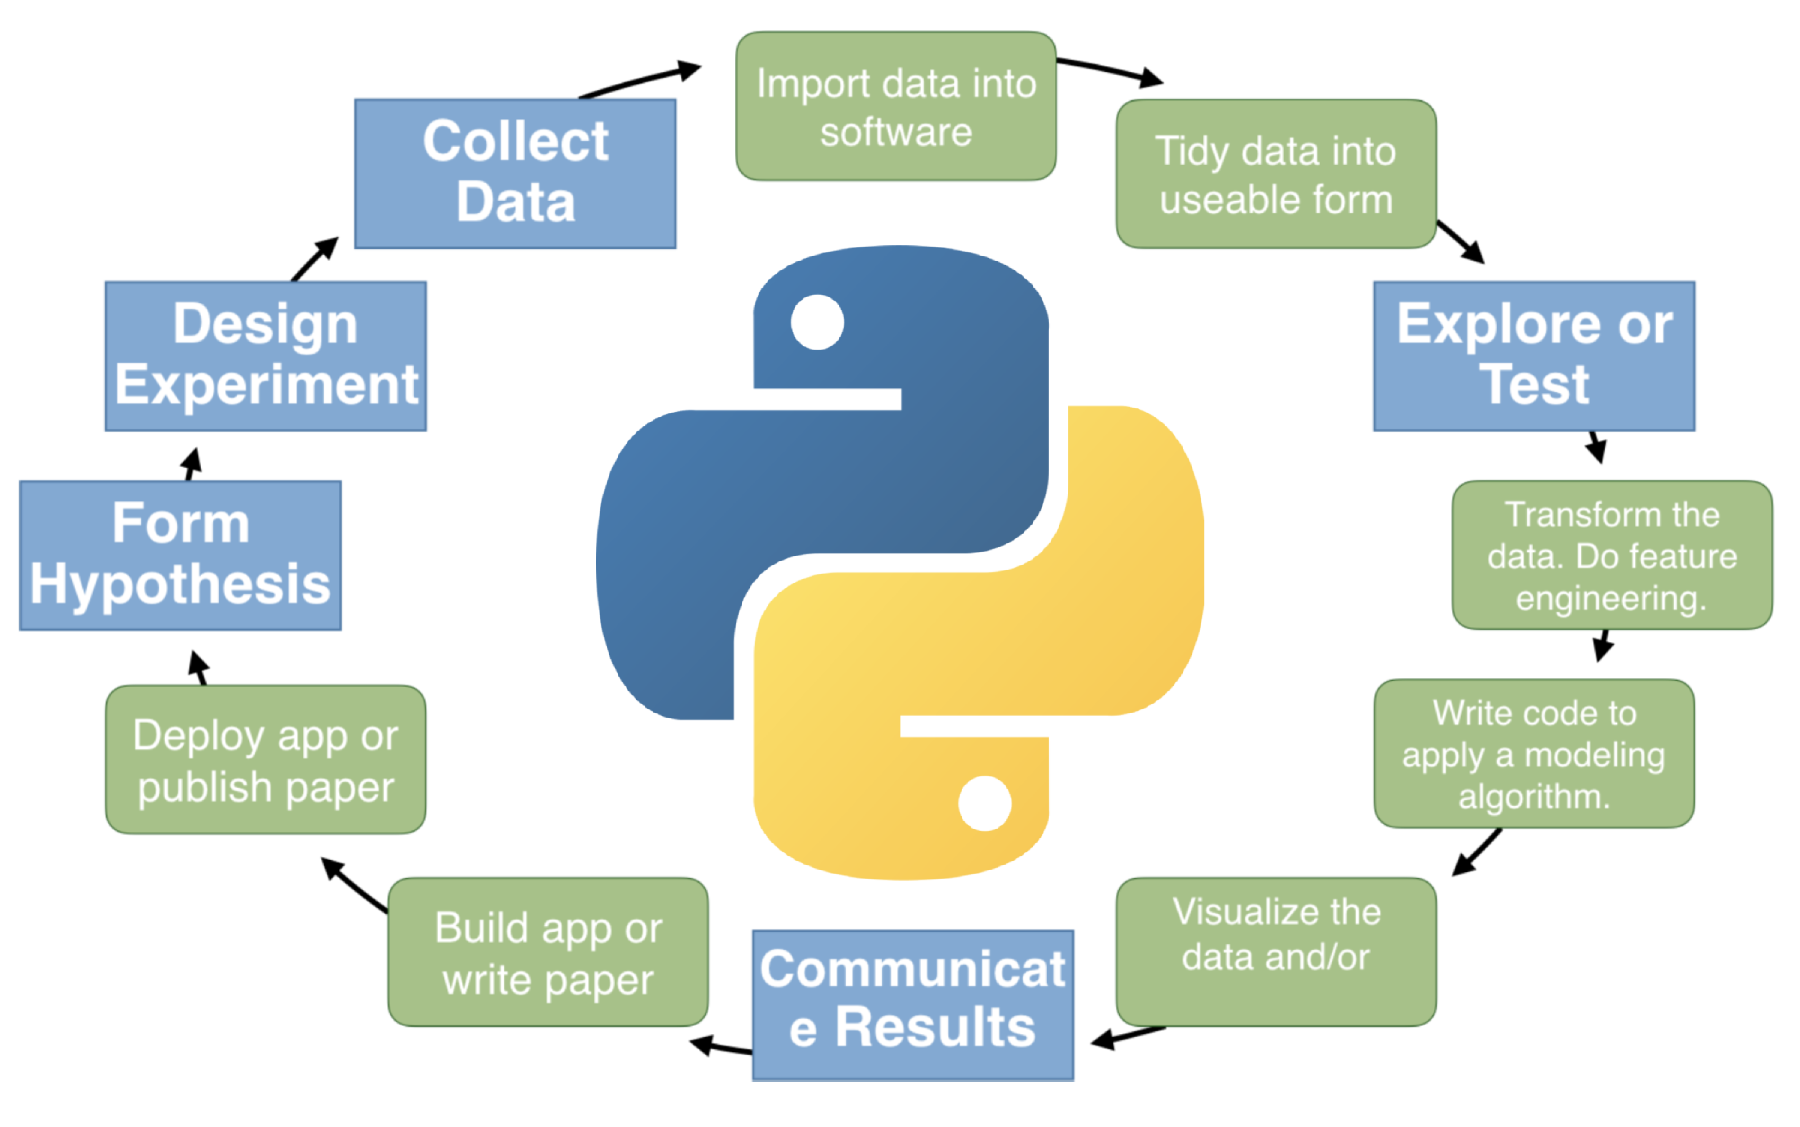 Import data into
software
Tidy data into
useable form
Explore or
Test
Transform the
data. Do feature
engineering.
Write code to
apply a modeling
algorithm.
Visualize the
data and/or
Communicat
e Results
Build app or
write paper
Deploy app or
publish paper
Form
Hypothesis
Design
Experiment
Collect
Data